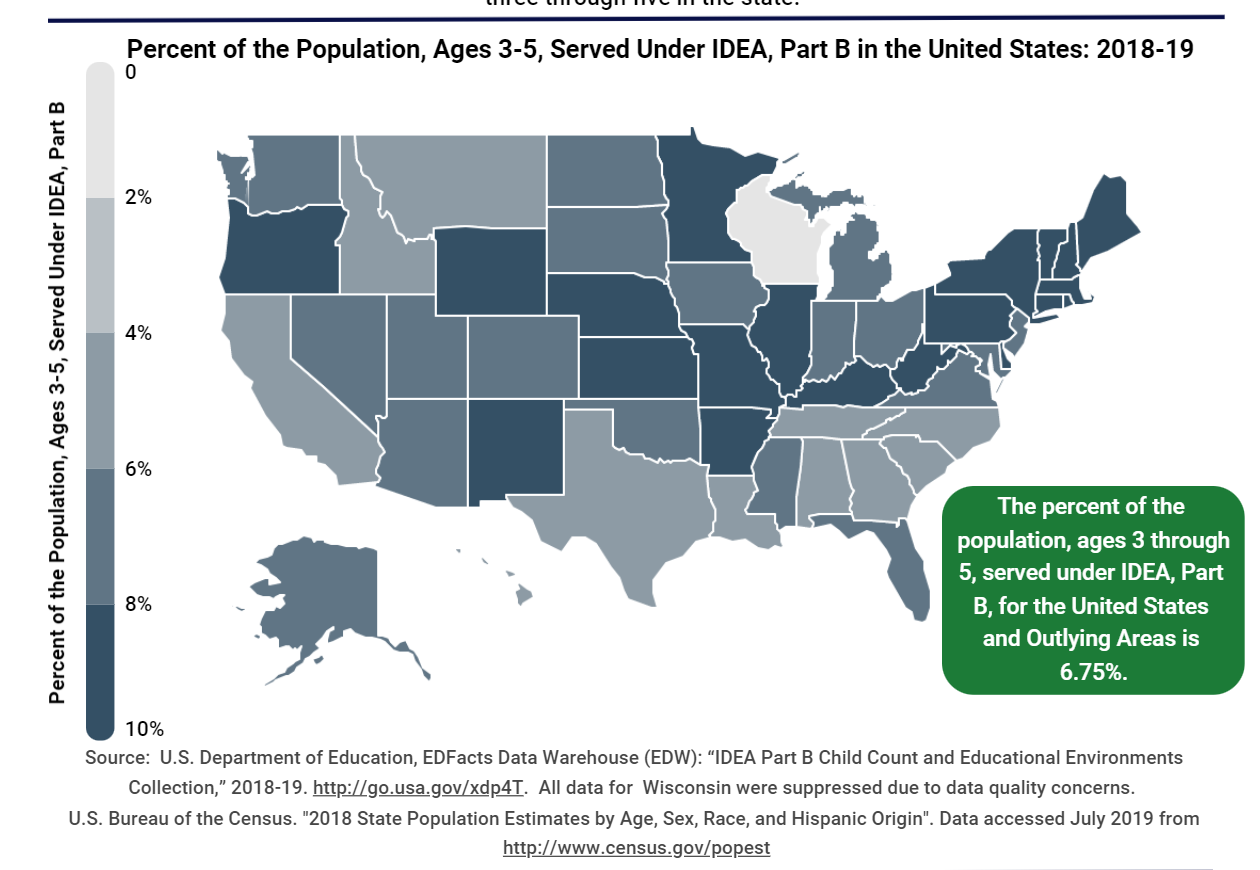 three through five in the state.
Percent of the Population, Ages 3-5, Served Under IDEA, Part B in the United States: 2018-19
Percent of the Population, Ages 3-5, Served Under IDEA, Part B
0
2%
4%
6%
8%
10%
The percent of the
population, ages 3 through
5, served under IDEA, Part
B, for the United States
and Outlying Areas is
6.75%.
Source:  U.S. Department of Education, EDFacts Data Warehouse (EDW): “IDEA Part B Child Count and Educational Environments
Collection,” 2018-19. http://go.usa.gov/xdp4T.  All data for  Wisconsin were suppressed due to data quality concerns.
U.S. Bureau of the Census. "2018 State Population Estimates by Age, Sex, Race, and Hispanic Origin". Data accessed July 2019 from
http://www.census.gov/popest